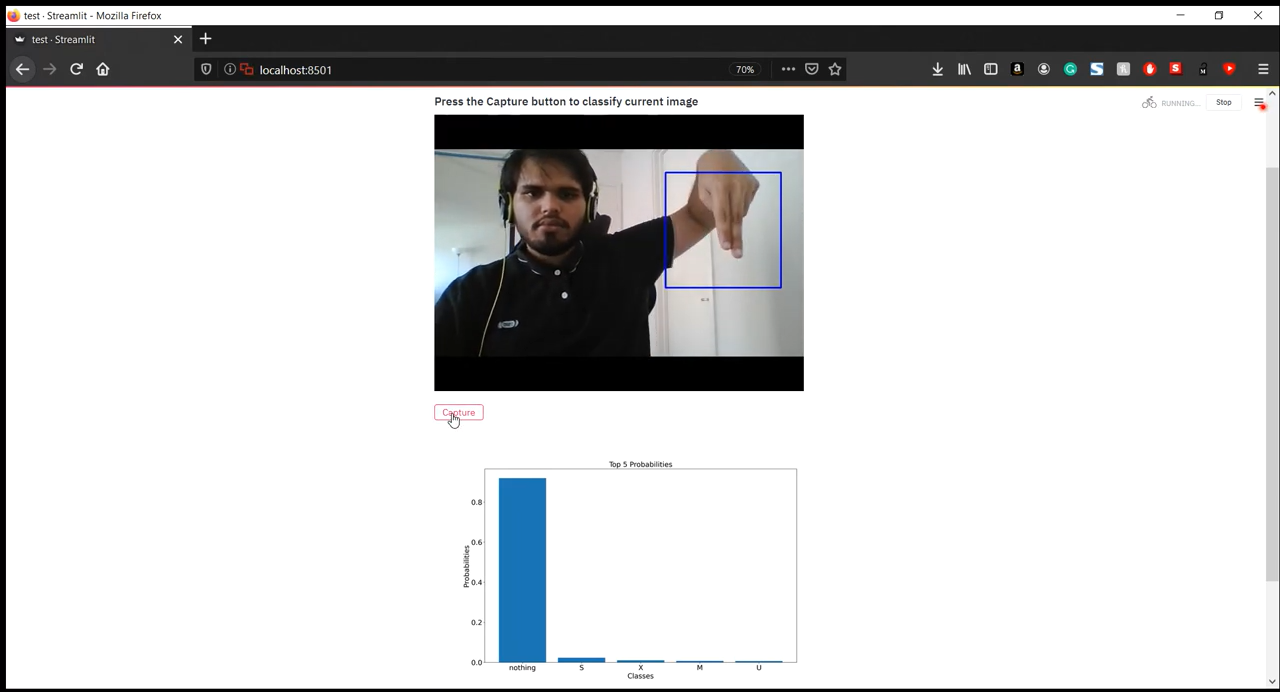 test · Streamlit - Mozilla Firefox
test · Streamlit
localhost:8501
70%
Press the Capture button to classify current image
RUNNING...
Stop
Capture
Top 5 Probabilities
Probabilities
0.8
0.6
0.4
0.2
0.0
nothing S X M U
Classes